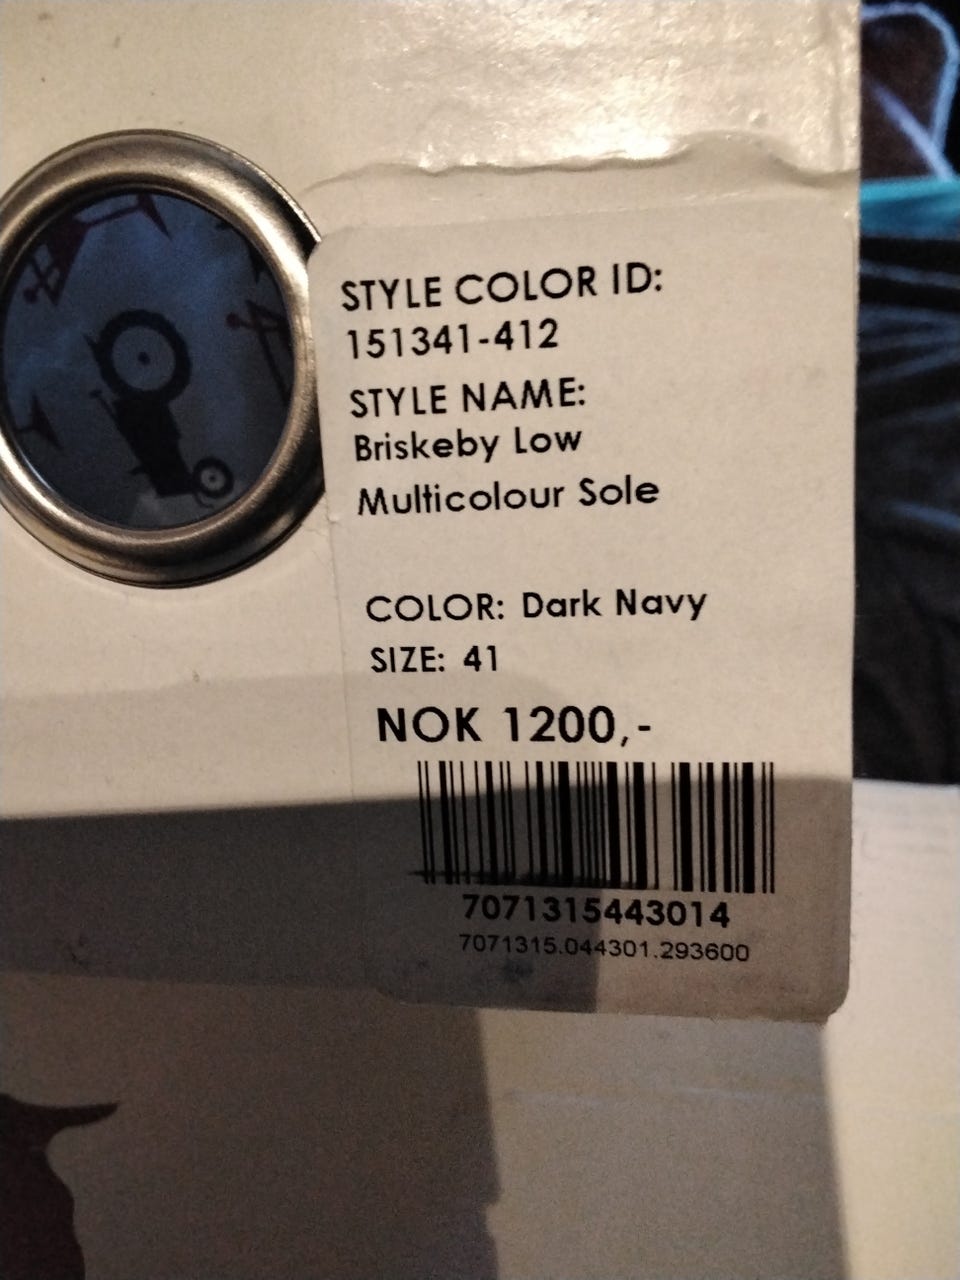 STYLE COLOR ID:
151341-412
STYLE NAME:
Briskeby Low
Multicolour Sole
COLOR: Dark Navy
SIZE: 41
NOK 1200,-
7071315443014
7071315.044301.293600